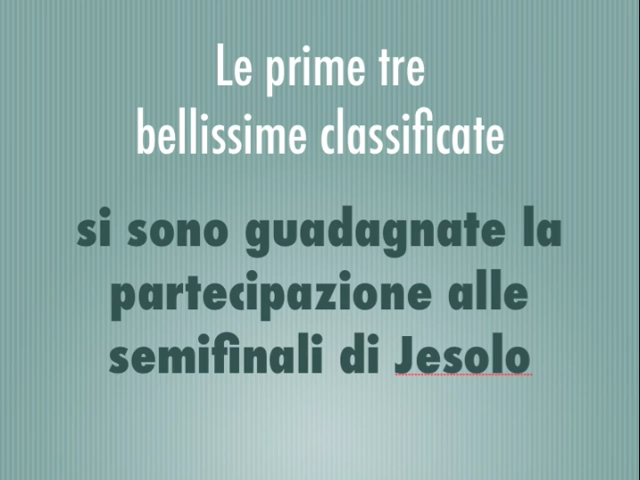 Le prime tre
bellissime classificate
si sono guadagnate la
partecipazione alle
semifinali di Jesolo